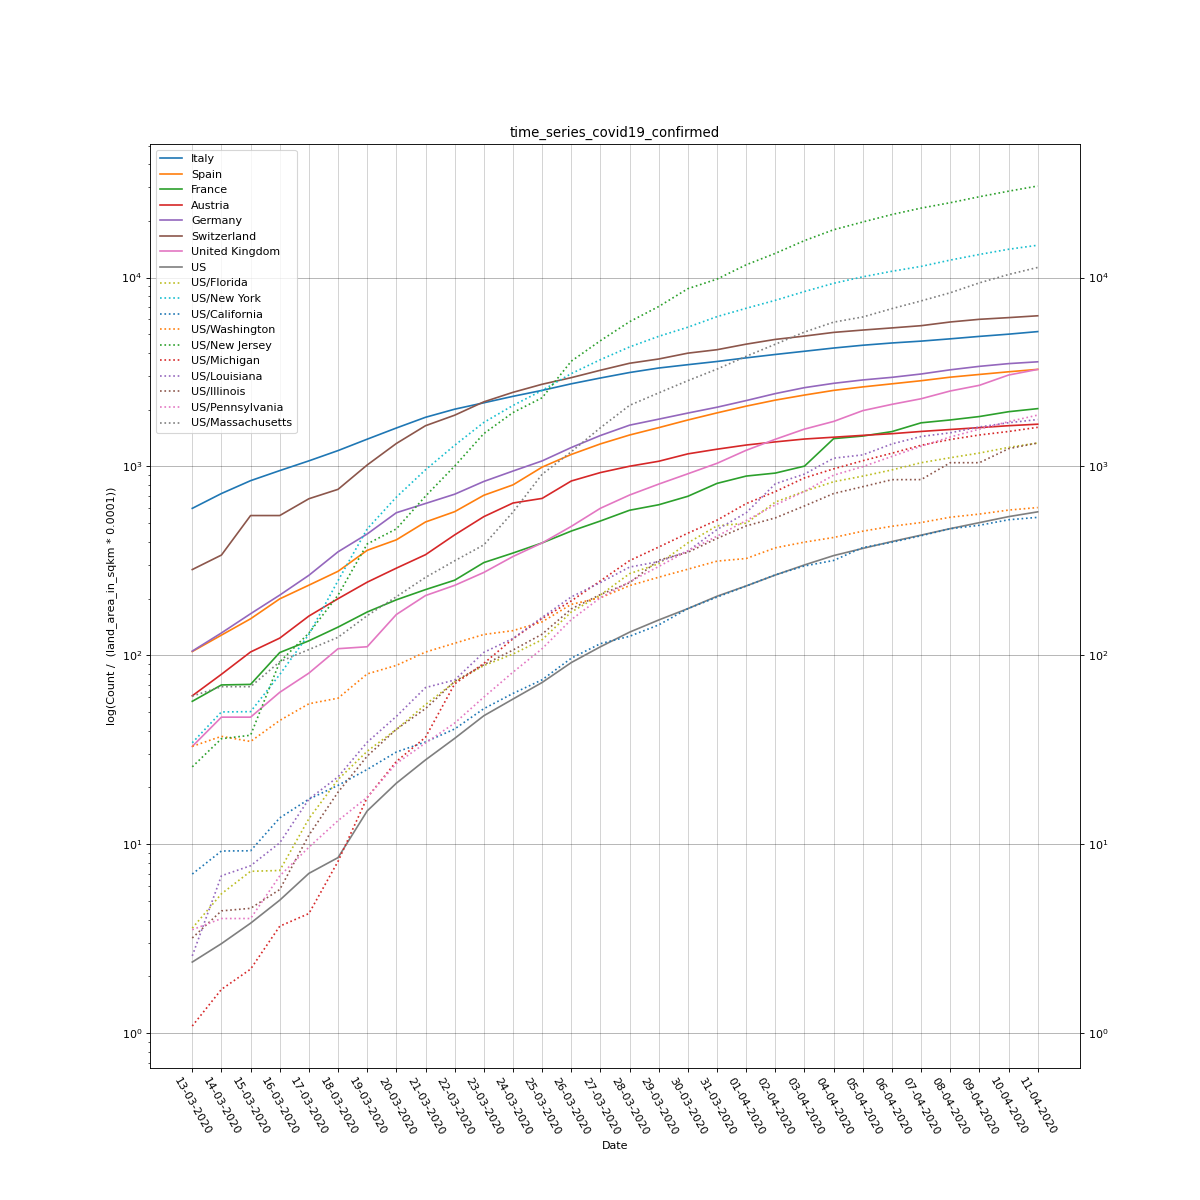 time_series_covid19_confirmed
Italy
Spain
France
Austria
Germany
Switzerland
United Kingdom
US
US/Florida
US/New York
US/California
US/Washington
US/New Jersey
US/Michigan
US/Louisiana
US/Illinois
US/Pennsylvania
US/Massachusetts
log(Count / (land_area_in_sqkm * 0.0001))
10⁴
10³
10²
10¹
10⁰
10⁴
10³
10²
10¹
10⁰
13-03-2020
14-03-2020
15-03-2020
16-03-2020
17-03-2020
18-03-2020
19-03-2020
20-03-2020
21-03-2020
22-03-2020
23-03-2020
24-03-2020
25-03-2020
26-03-2020
27-03-2020
28-03-2020
29-03-2020
30-03-2020
31-03-2020
01-04-2020
02-04-2020
03-04-2020
04-04-2020
05-04-2020
06-04-2020
07-04-2020
08-04-2020
09-04-2020
10-04-2020
11-04-2020
Date